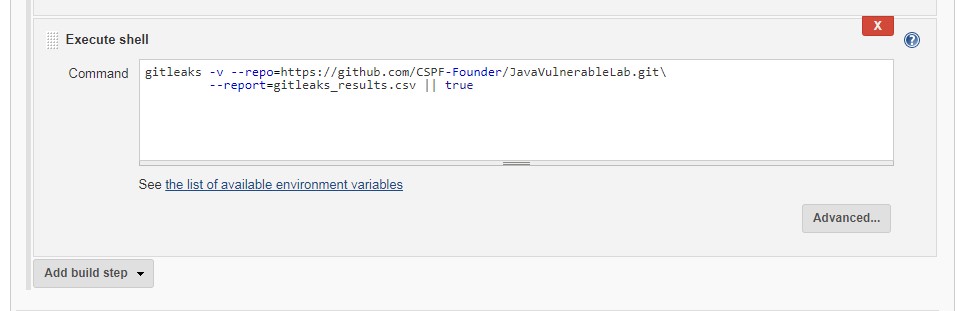 X
Execute shell
?
Command
gitleaks -v --repo=https://github.com/CSPF-Founder/JavaVulnerableLab.git\
--report=gitleaks_results.csv || true
See the list of available environment variables
Advanced...
Add build step